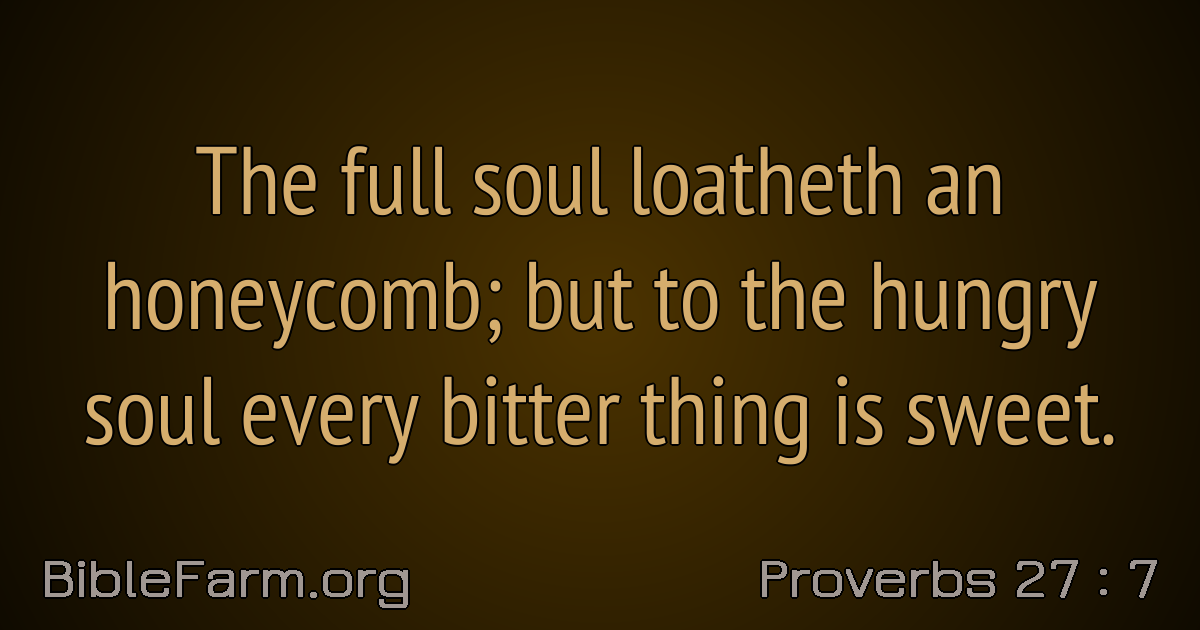 The full soul loatheth an
honeycomb; but to the hungry
soul every bitter thing is sweet.
BibleFarm.org
Proverbs 27 : 7